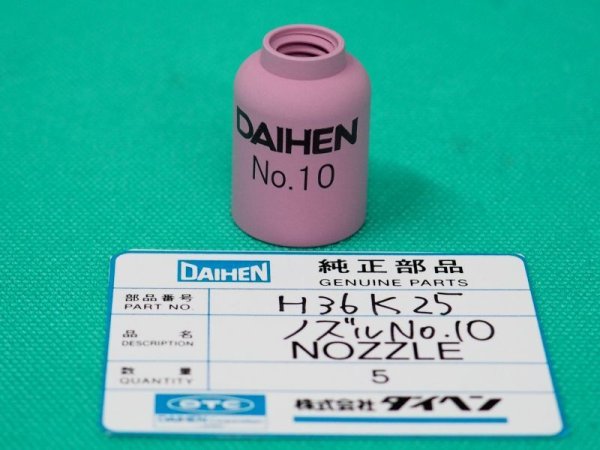 DAIHEN
No.10
DAIHEN 純正部品
GENUINE PARTS
部品番号
PART NO.
H36K25
品名
DESCRIPTION
ノズルNo.10
NOZZLE
数量
QUANTITY
5
OTC
DAIHEN Corporation
株式会社ダイヘン